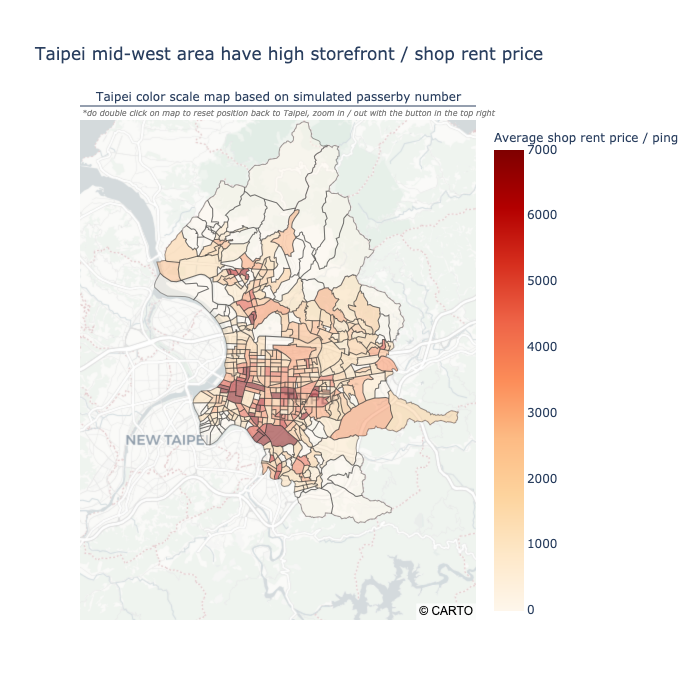 Taipei mid-west area have high storefront / shop rent price
Taipei color scale map based on simulated passerby number
*do double click on map to reset position back to Taipei, zoom in / out with the button in the top right
Average shop rent price / ping
7000
6000
5000
4000
3000
2000
1000
0
NEW TAIPEI
© CARTO